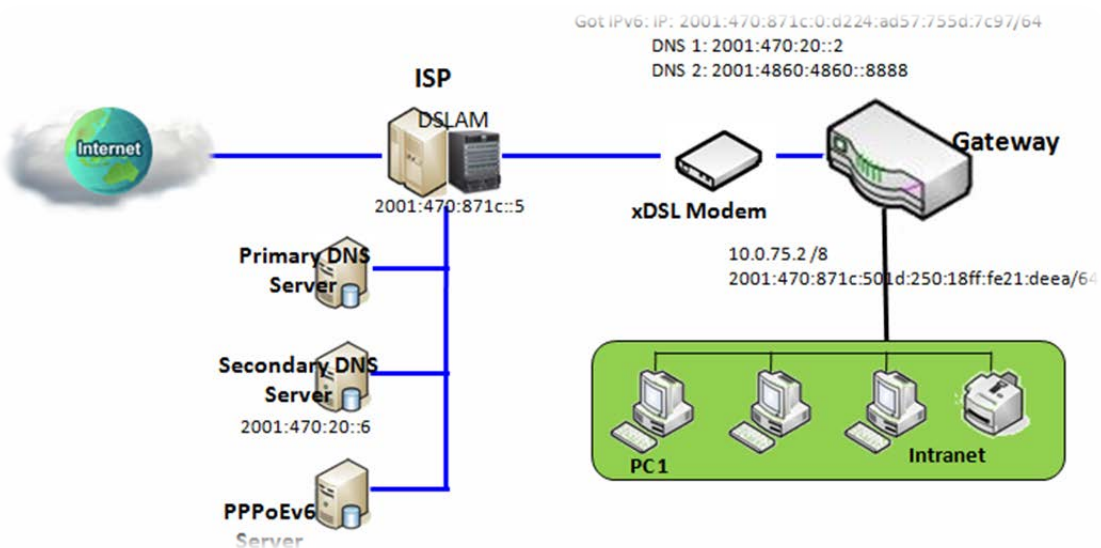 Got IPv6: IP: 2001:470:871c:0:d224:ad57:755d:7c97/64
DNS 1: 2001:470:20::2
DNS 2: 2001:4860:4860::8888
ISP
DSLAM
Internet
Gateway
2001:470:871c::5
xDSL Modem
Primary DNS
Server
10.0.75.2 /8
2001:470:871c:501d:250:18ff:fe21:deea/64
Secondary DNS
Server
2001:470:20::6
PC1
Intranet
PPPoEv6
Server